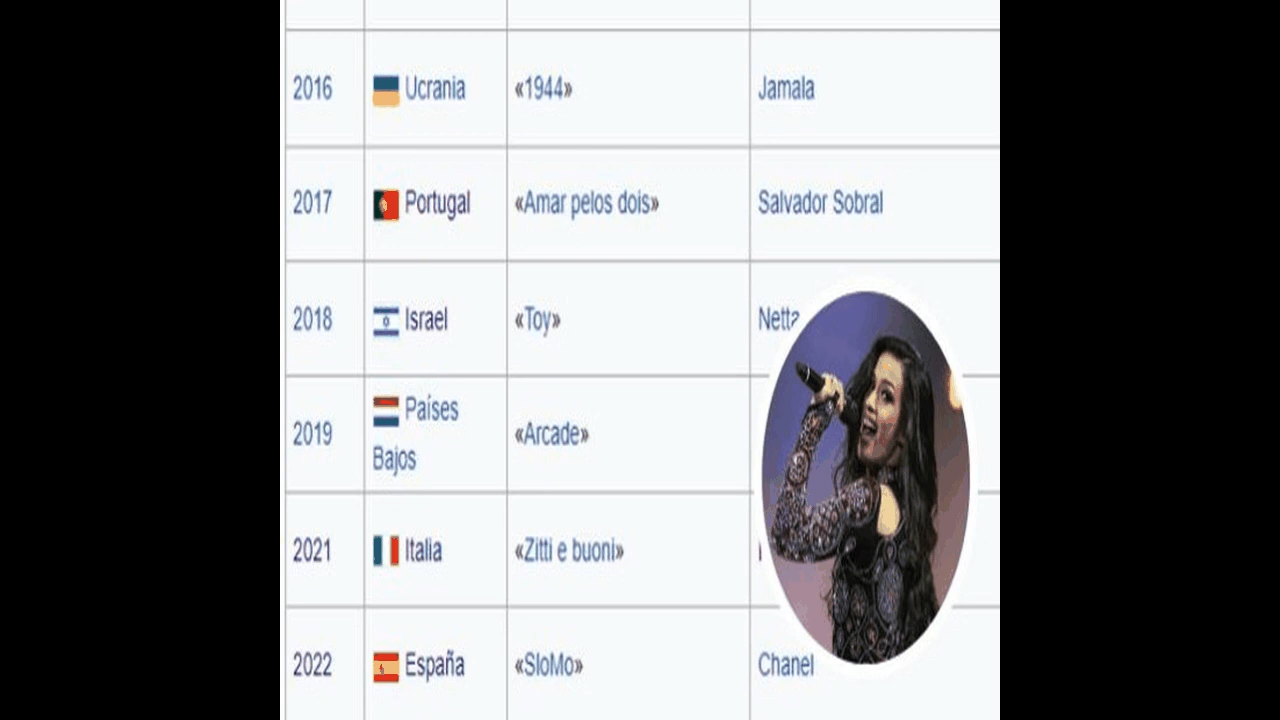 2016 Ucrania «1944» Jamala
2017 Portugal «Amar pelos dois» Salvador Sobral
2018 Israel «Toy» Netta
2019 Países Bajos «Arcade»
2021 Italia «Zitti e buoni»
2022 España «SloMo» Chanel